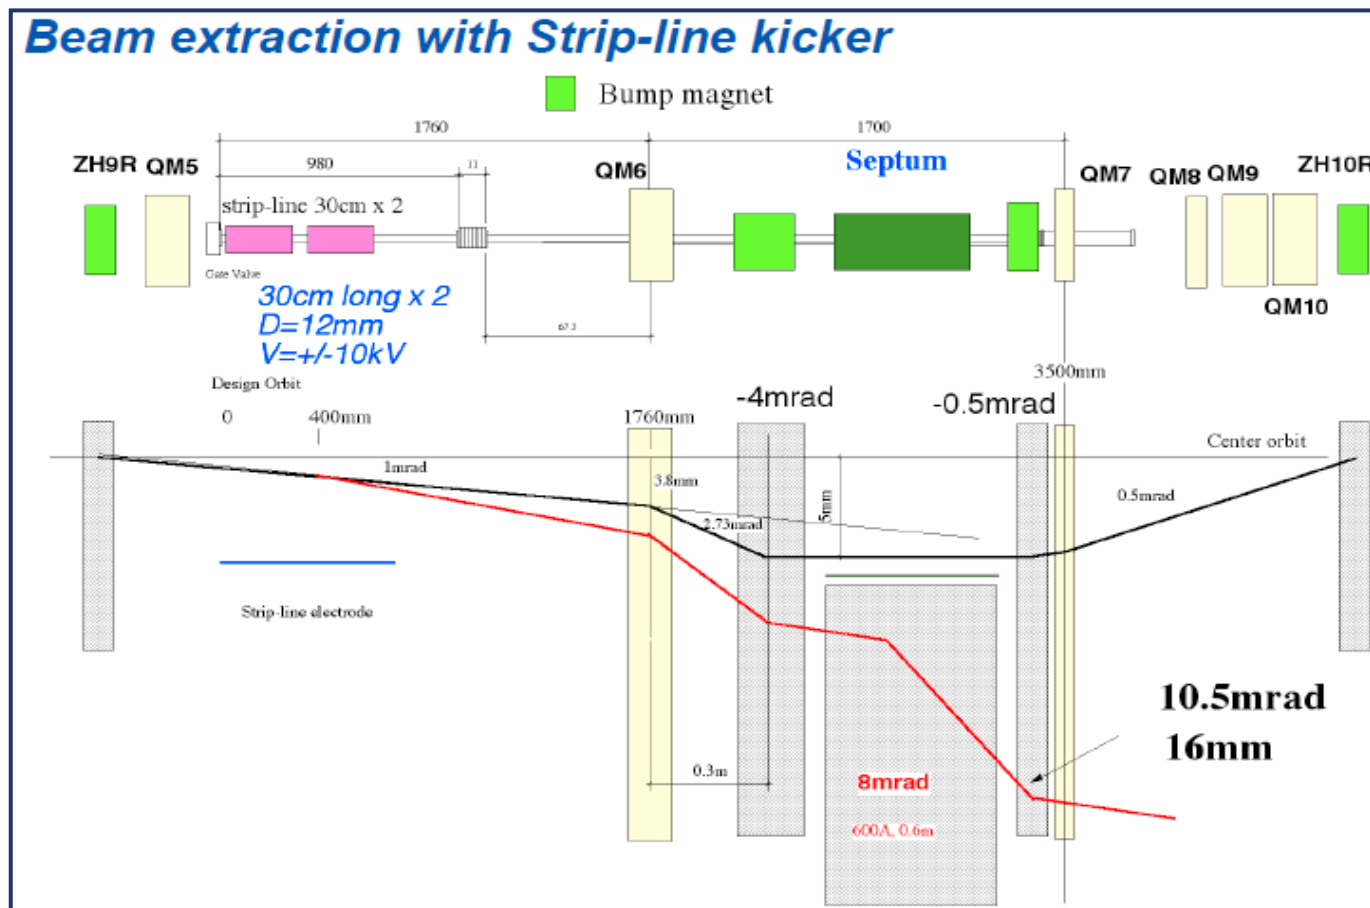 Beam extraction with Strip-line kicker
Bump magnet
1760
1700
ZH9R
QM5
980
11
QM6
Septum
QM7
QM8
QM9
ZH10R
strip-line 30cm x 2
Gate Valve
QM10
30cm long x 2
D=12mm
V=+/-10kV
67.3
Design Orbit
3500mm
0
400mm
1760mm
-4mrad
-0.5mrad
Center orbit
1mrad
3.8mm
2.73mrad
5mm
0.5mrad
Strip-line electrode
10.5mrad
16mm
0.3m
8mrad
600A, 0.6m